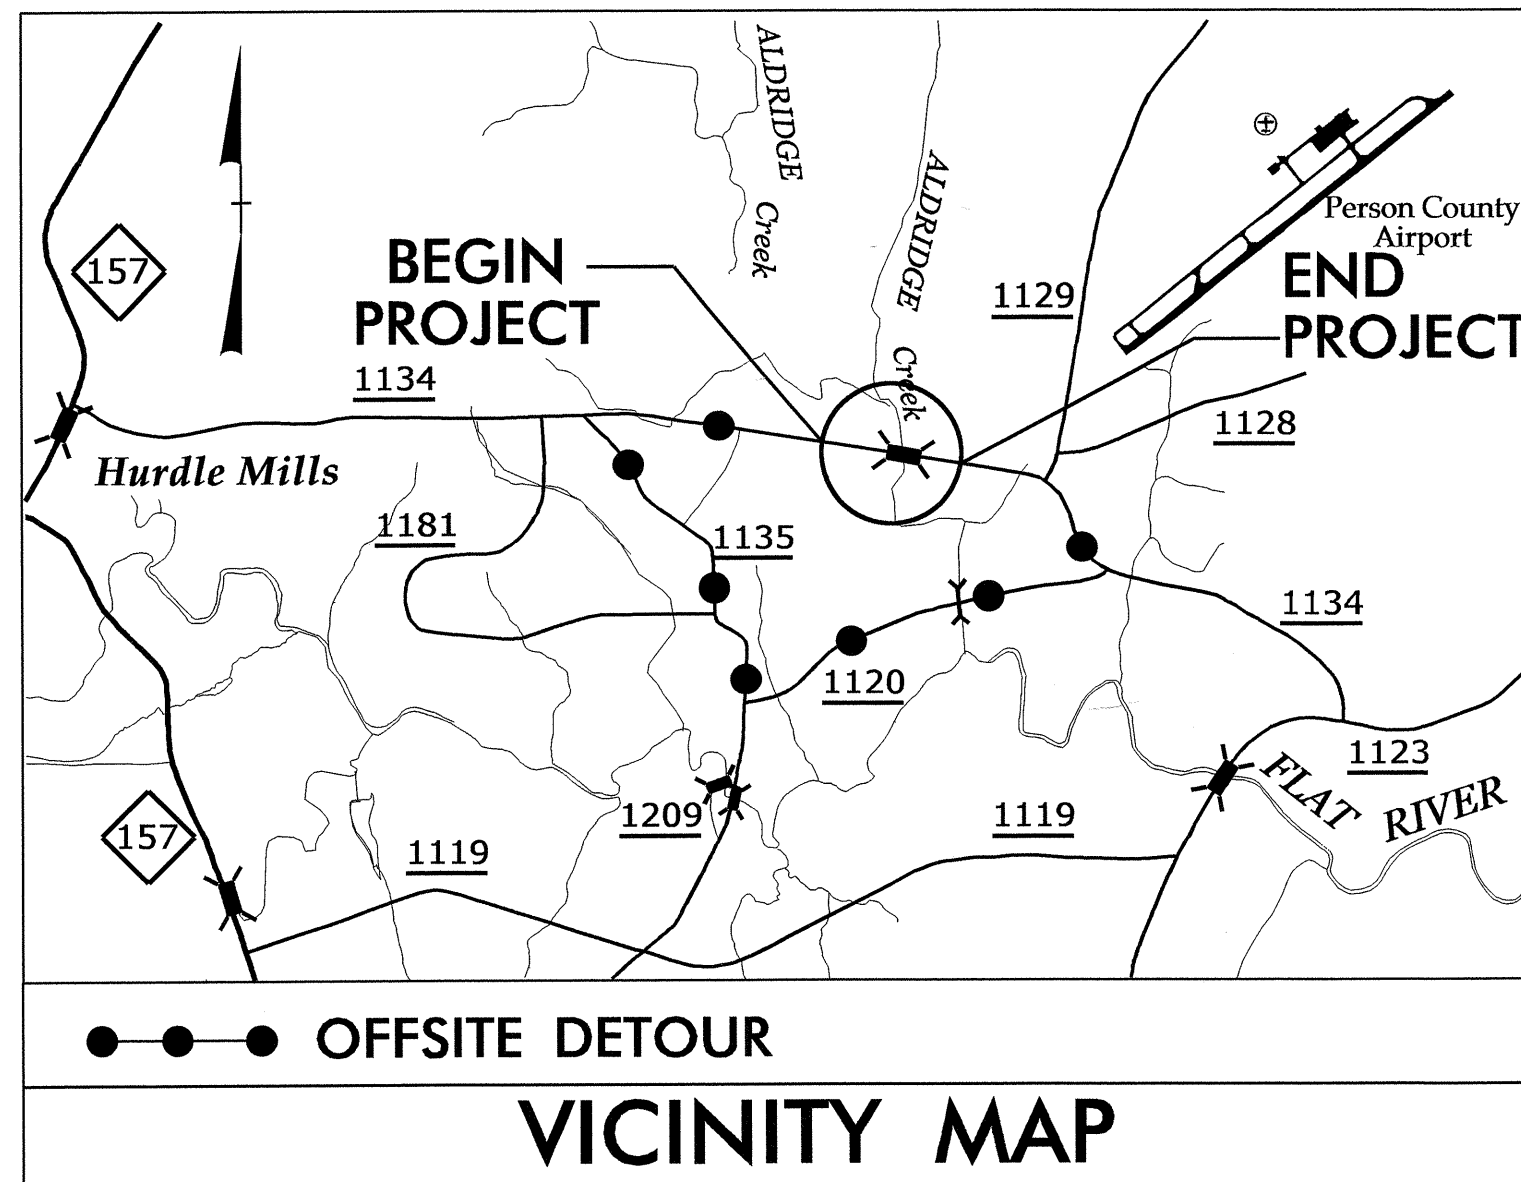 ALDRIDGE
Creek
ALDRIDGE
Creek
Person County
Airport
157
BEGIN
PROJECT
1129
END
PROJECT
1134
1128
Hurdle Mills
1181
1135
1134
1120
1123
FLAT RIVER
157
1209
1119
1119
OFFSITE DETOUR
VICINITY MAP